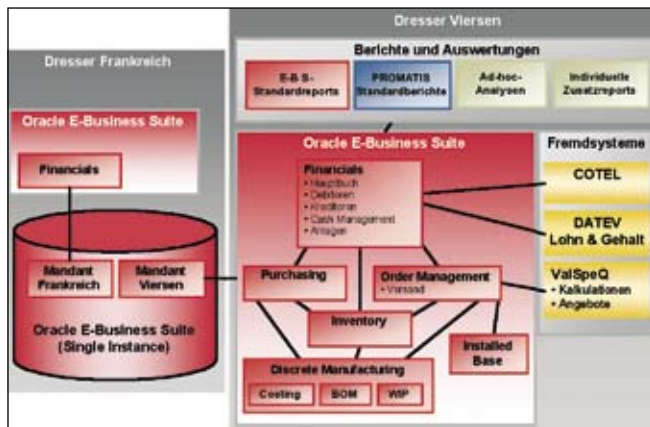 Dresser Viersen
Berichte und Auswertungen
E-B S-
Standardreports
PROMATIS
Standardberichte
Ad-hoc-
Analysen
Individuelle
Zusatzreports
Dresser Frankreich
Oracle E-Business Suite
Financials
Mandant
Frankreich
Mandant
Viersen
Oracle E-Business Suite
(Single Instance)
Oracle E-Business Suite
Financials
• Hauptbuch
• Debitoren
• Kreditoren
• Cash Management
• Anlagen
Purchasing
Order Management
• Versand
Inventory
Installed
Base
Discrete Manufacturing
Costing
BOM
WIP
Fremdsysteme
COTEL
DATEV
Lohn & Gehalt
ValSpeQ
• Kalkulationen
• Angebote